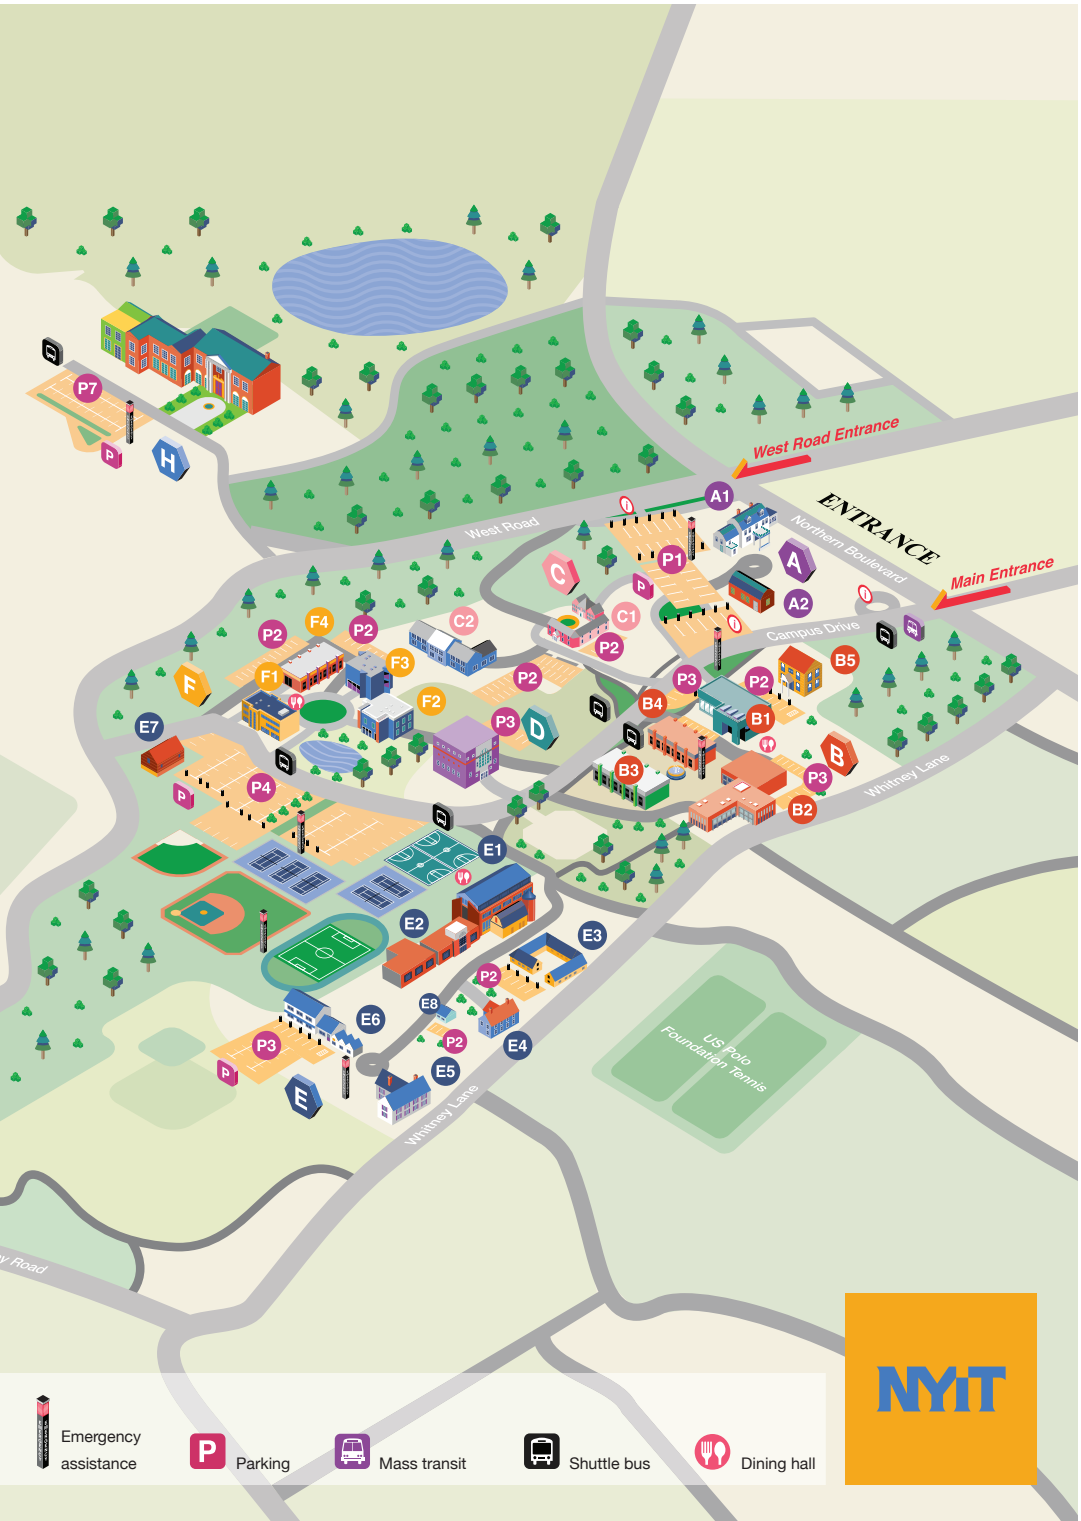 P7
P
H
West Road Entrance
A1
West Road
ENTRANCE
Northern Boulevard
P1
A
Main Entrance
C
P
A2
C1
C2
F4
P2
P2
P2
Campus Drive
F3
F1
F
F2
P2
P3
P2
B5
B4
B1
E7
P3
D
B3
B
P3
B2
Whitney Lane
P
P4
E1
E2
E3
P2
E8
E6
P3
P
P2
E4
E5
E
Whitney Lane
US Polo
Foundation Tennis
y Road
NYiT
Emergency
assistance
P
Parking
Mass transit
Shuttle bus
Dining hall